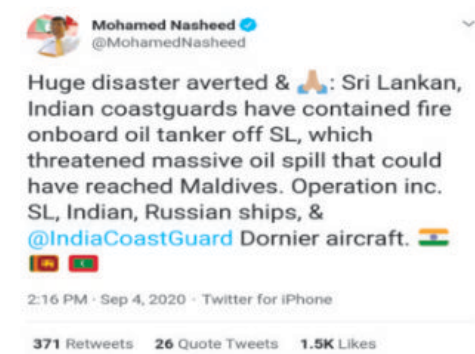 Mohamed Nasheed
@MohamedNasheed
Huge disaster averted & 🙏🏼: Sri Lankan,
Indian coastguards have contained fire
onboard oil tanker off SL, which
threatened massive oil spill that could
have reached Maldives. Operation inc.
SL, Indian, Russian ships, &
@IndiaCoastGuard Dornier aircraft. 🇮🇳
🇱🇰 🇲🇻
2:16 PM · Sep 4, 2020 · Twitter for iPhone
371 Retweets 26 Quote Tweets 1.5K Likes